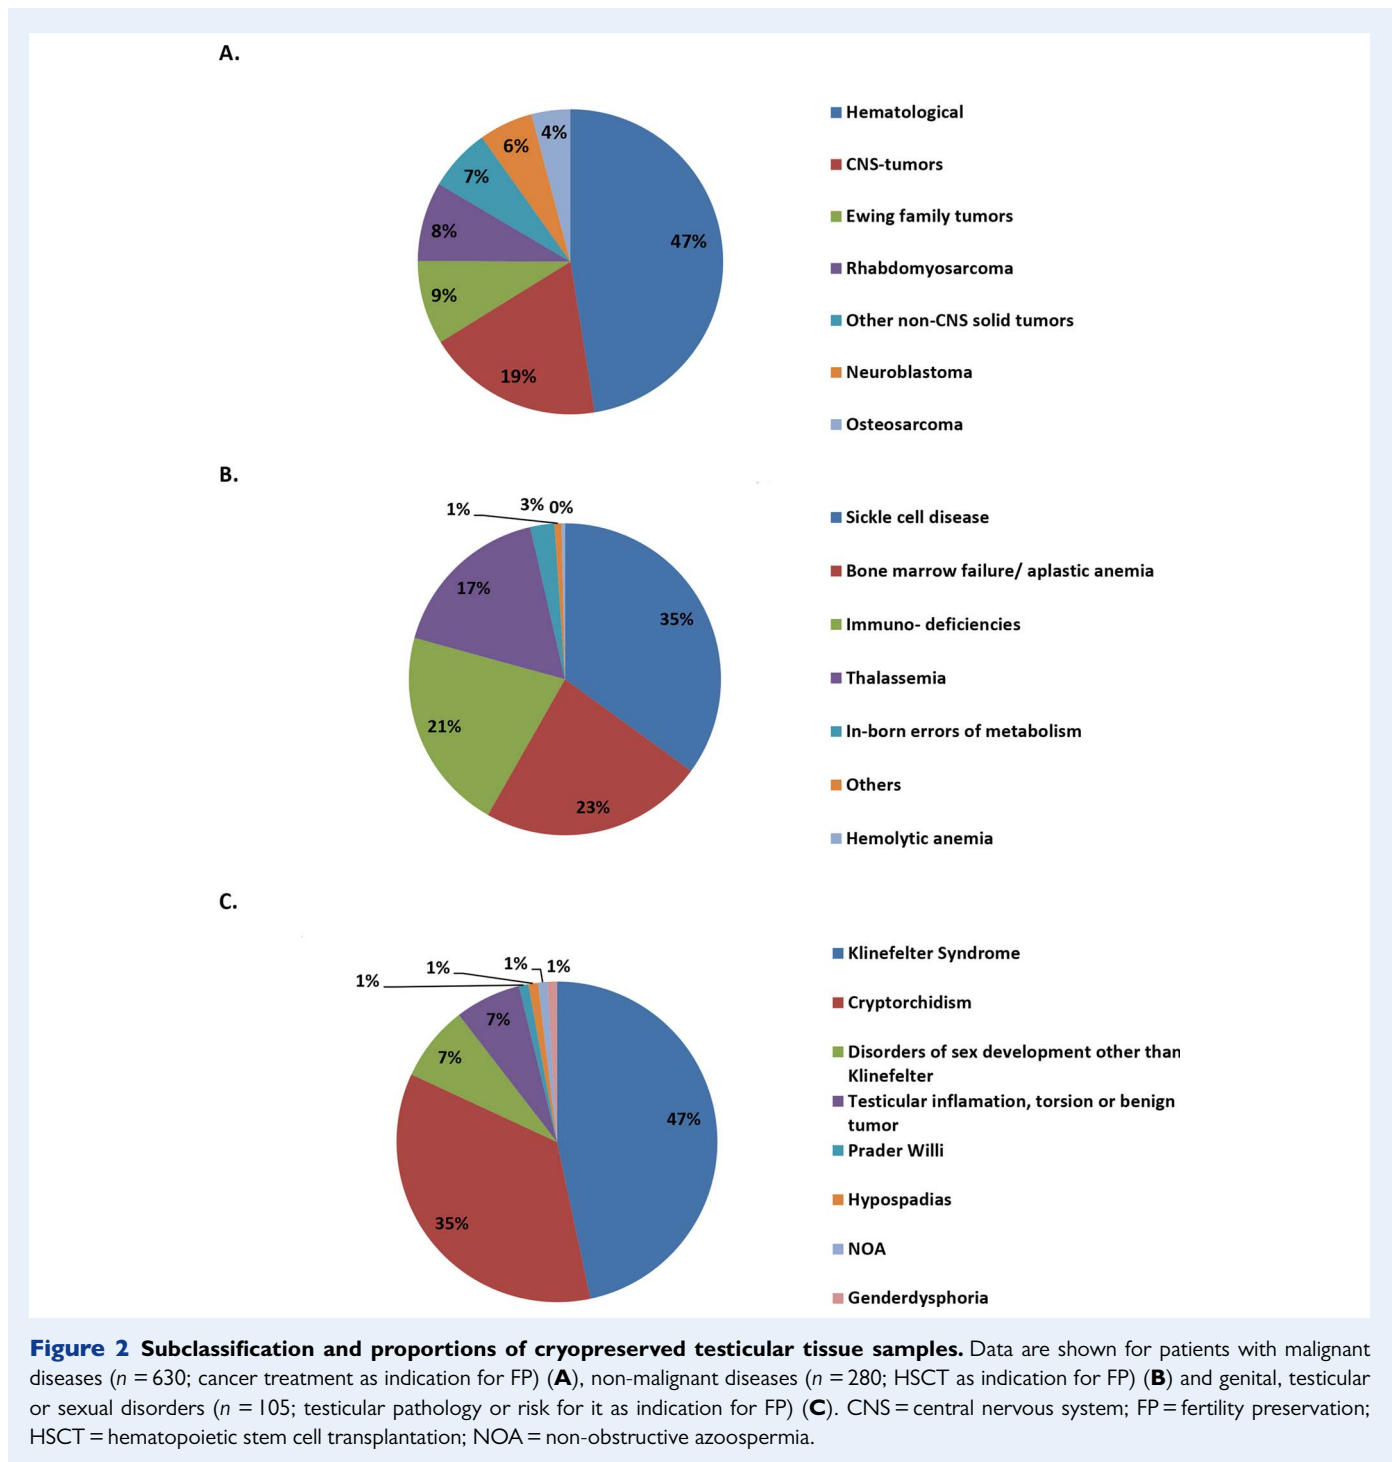 A.
4%
6%
7%
8%
9%
19%
47%
Hematological
CNS-tumors
Ewing family tumors
Rhabdomyosarcoma
Other non-CNS solid tumors
Neuroblastoma
Osteosarcoma
B.
1%
3%
0%
17%
35%
21%
23%
Sickle cell disease
Bone marrow failure/ aplastic anemia
Immuno- deficiencies
Thalassemia
In-born errors of metabolism
Others
Hemolytic anemia
C.
1%
1%
1%
1%
7%
7%
47%
35%
Klinefelter Syndrome
Cryptorchidism
Disorders of sex development other than
Klinefelter
Testicular inflamation, torsion or benign
tumor
Prader Willi
Hypospadias
NOA
Genderdysphoria
Figure 2 Subclassification and proportions of cryopreserved testicular tissue samples. Data are shown for patients with malignant
diseases (n = 630; cancer treatment as indication for FP) (A), non-malignant diseases (n = 280; HSCT as indication for FP) (B) and genital, testicular
or sexual disorders (n = 105; testicular pathology or risk for it as indication for FP) (C). CNS = central nervous system; FP = fertility preservation;
HSCT = hematopoietic stem cell transplantation; NOA = non-obstructive azoospermia.